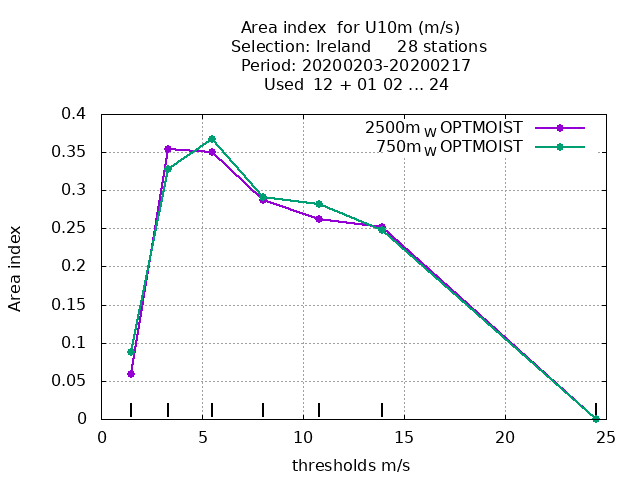 Area index  for U10m (m/s)
Selection: Ireland     28 stations
Period: 20200203-20200217
Used  12 + 01 02 ... 24
2500m_W OPTMOIST
750m_W OPTMOIST
Area index
0.4
0.35
0.3
0.25
0.2
0.15
0.1
0.05
0
0 5 10 15 20 25
thresholds m/s